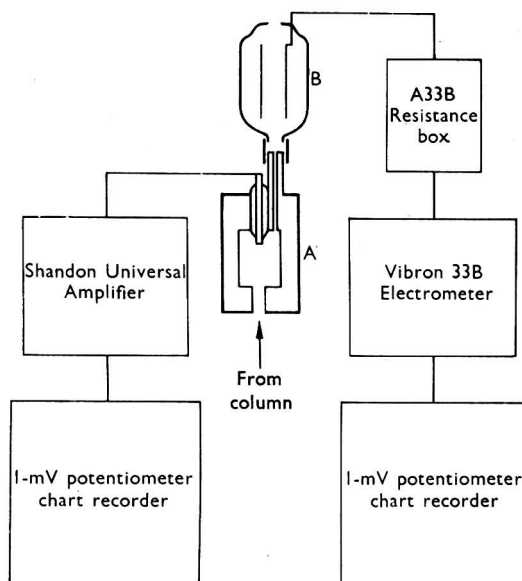 B
A33B
Resistance
box
A
Shandon Universal
Amplifier
Vibron 33B
Electrometer
From
column
1-mV potentiometer
chart recorder
1-mV potentiometer
chart recorder